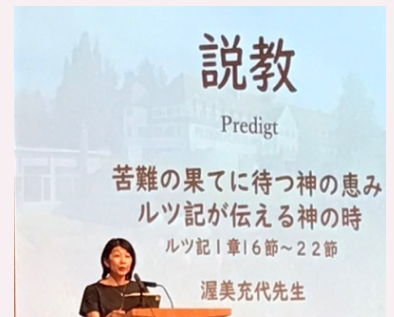 説教
Predigt
苦難の果てに待つ神の恵み
ルツ記が伝える神の時
ルツ記1章16節～22節
渥美充代先生